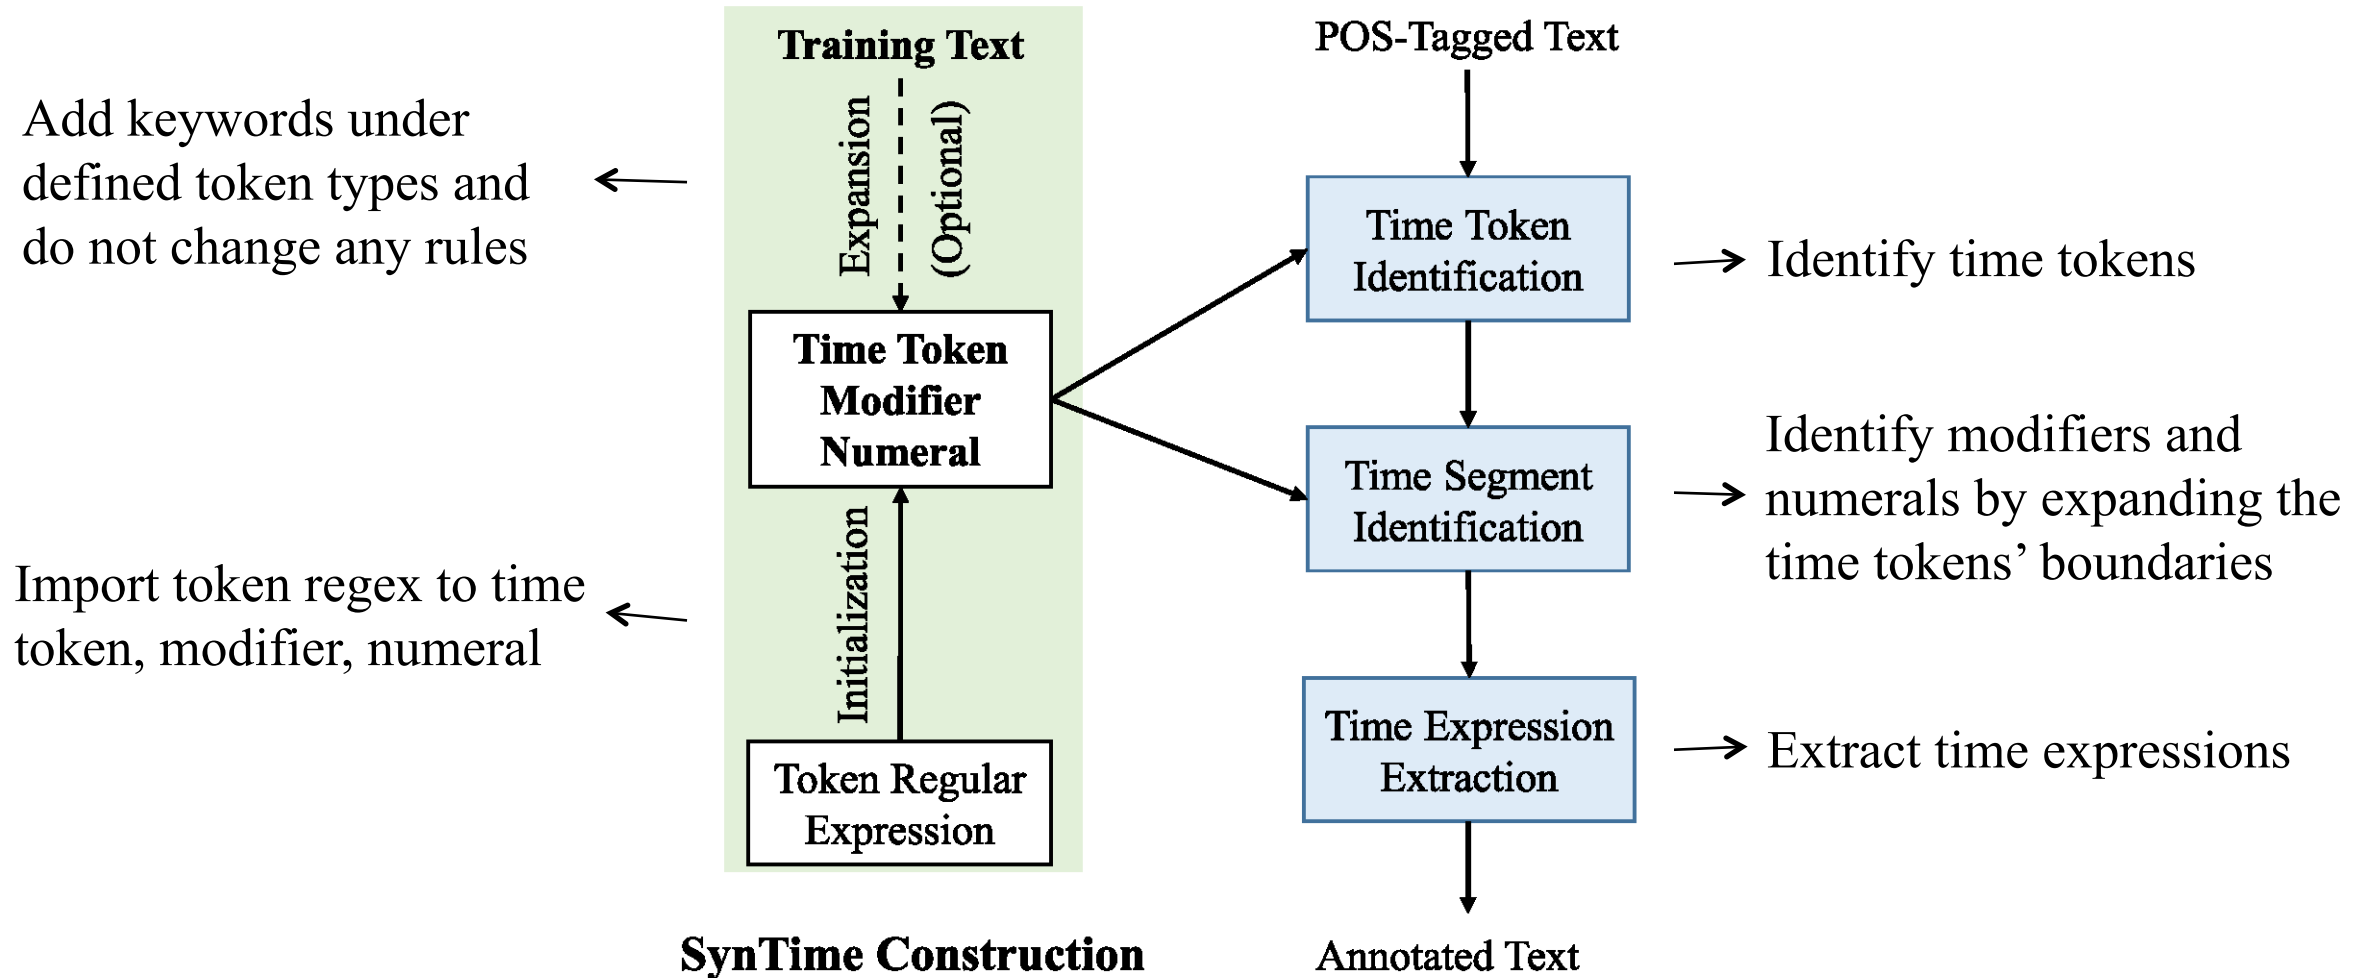 Training Text
Add keywords under
defined token types and
do not change any rules
Expansion
(Optional)
Time Token
Modifier
Numeral
Import token regex to time
token, modifier, numeral
Initialization
Token Regular
Expression
SynTime Construction
POS-Tagged Text
Time Token
Identification
Identify time tokens
Time Segment
Identification
Identify modifiers and
numerals by expanding the
time tokens’ boundaries
Time Expression
Extraction
Extract time expressions
Annotated Text